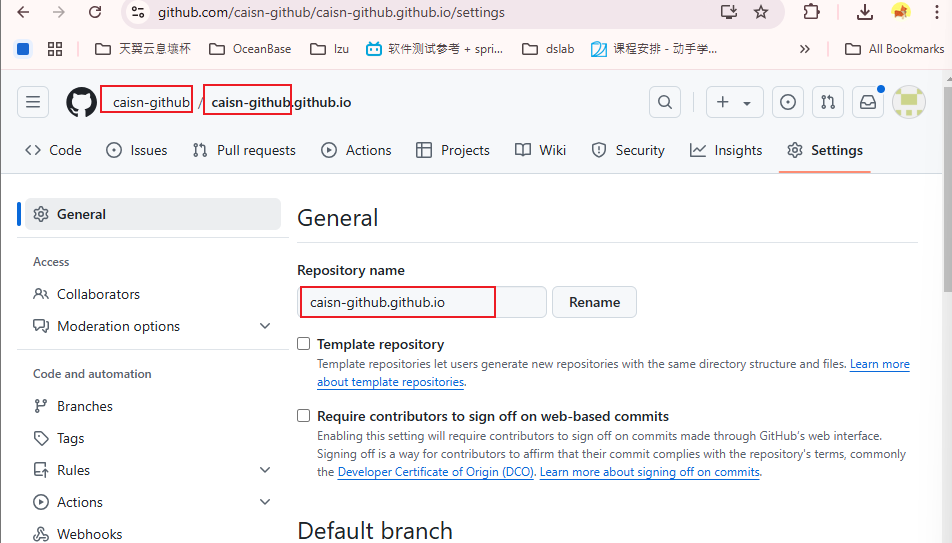 github.com/caisn-github/caisn-github.github.io/settings
天翼云息壤杯 OceanBase lzu 软件测试参考 + spri... dslab 课程安排 - 动手学... » All Bookmarks
caisn-github / caisn-github.github.io
Code Issues Pull requests Actions Projects Wiki Security Insights Settings
General
General
Access
Repository name
Collaborators
caisn-github.github.io Rename
Moderation options
Template repository
Template repositories let users generate new repositories with the same directory structure and files. Learn more
about template repositories.
Code and automation
Branches
Require contributors to sign off on web-based commits
Enabling this setting will require contributors to sign off on commits made through GitHub's web interface.
Signing off is a way for contributors to affirm that their commit complies with the repository's terms, commonly
the Developer Certificate of Origin (DCO). Learn more about signing off on commits.
Tags
Rules
Actions
Webhooks
Default branch